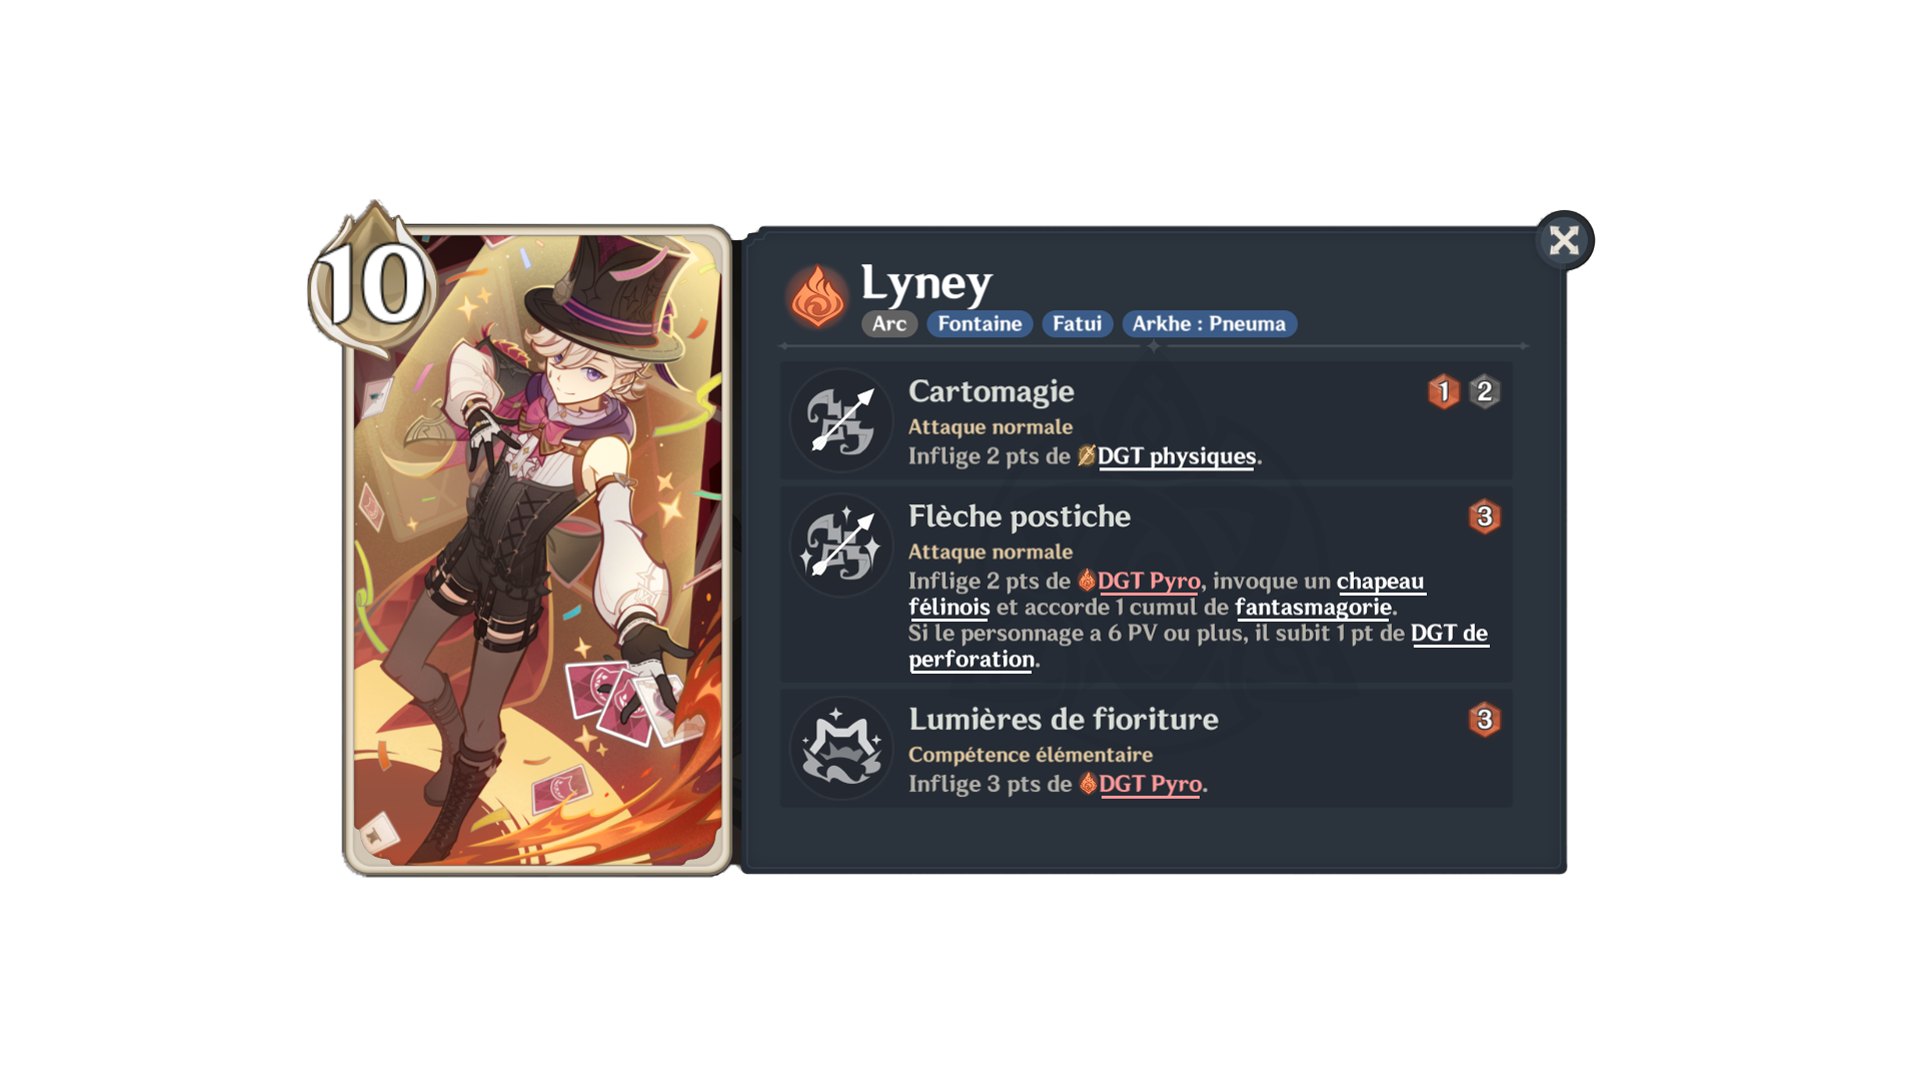 10
Lyney
Arc Fontaine Fatui Arkhe : Pneuma
Cartomagie 1 2
Attaque normale
Inflige 2 pts de DGT physiques.
Flèche postiche 3
Attaque normale
Inflige 2 pts de DGT Pyro, invoque un chapeau
félinois et accorde 1 cumul de fantasmagorie.
Si le personnage a 6 PV ou plus, il subit 1 pt de DGT de
perforation.
Lumières de fioriture 3
Compétence élémentaire
Inflige 3 pts de DGT Pyro.